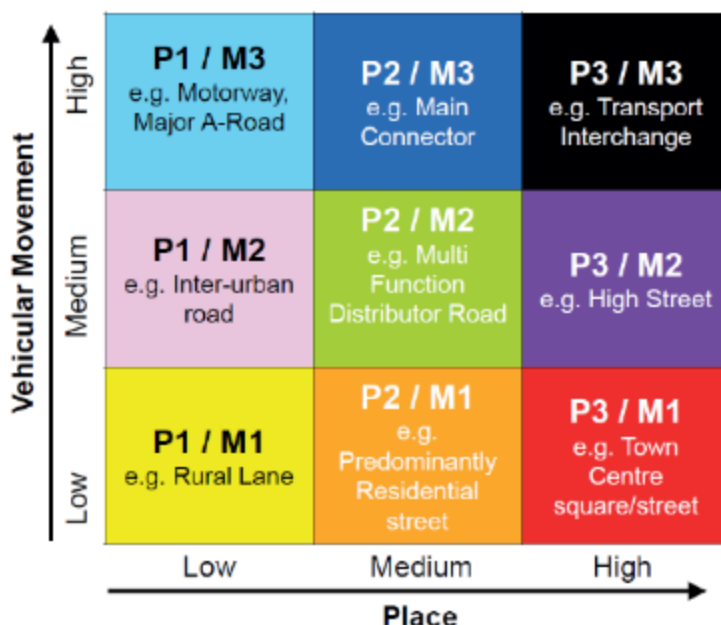 Vehicular Movement
High
Medium
Low
P1 / M3
e.g. Motorway,
Major A-Road
P2 / M3
e.g. Main
Connector
P3 / M3
e.g. Transport
Interchange
P1 / M2
e.g. Inter-urban
road
P2 / M2
e.g. Multi
Function
Distributor Road
P3 / M2
e.g. High Street
P1 / M1
e.g. Rural Lane
P2 / M1
e.g.
Predominantly
Residential
street
P3 / M1
e.g. Town
Centre
square/street
Low
Medium
High
Place